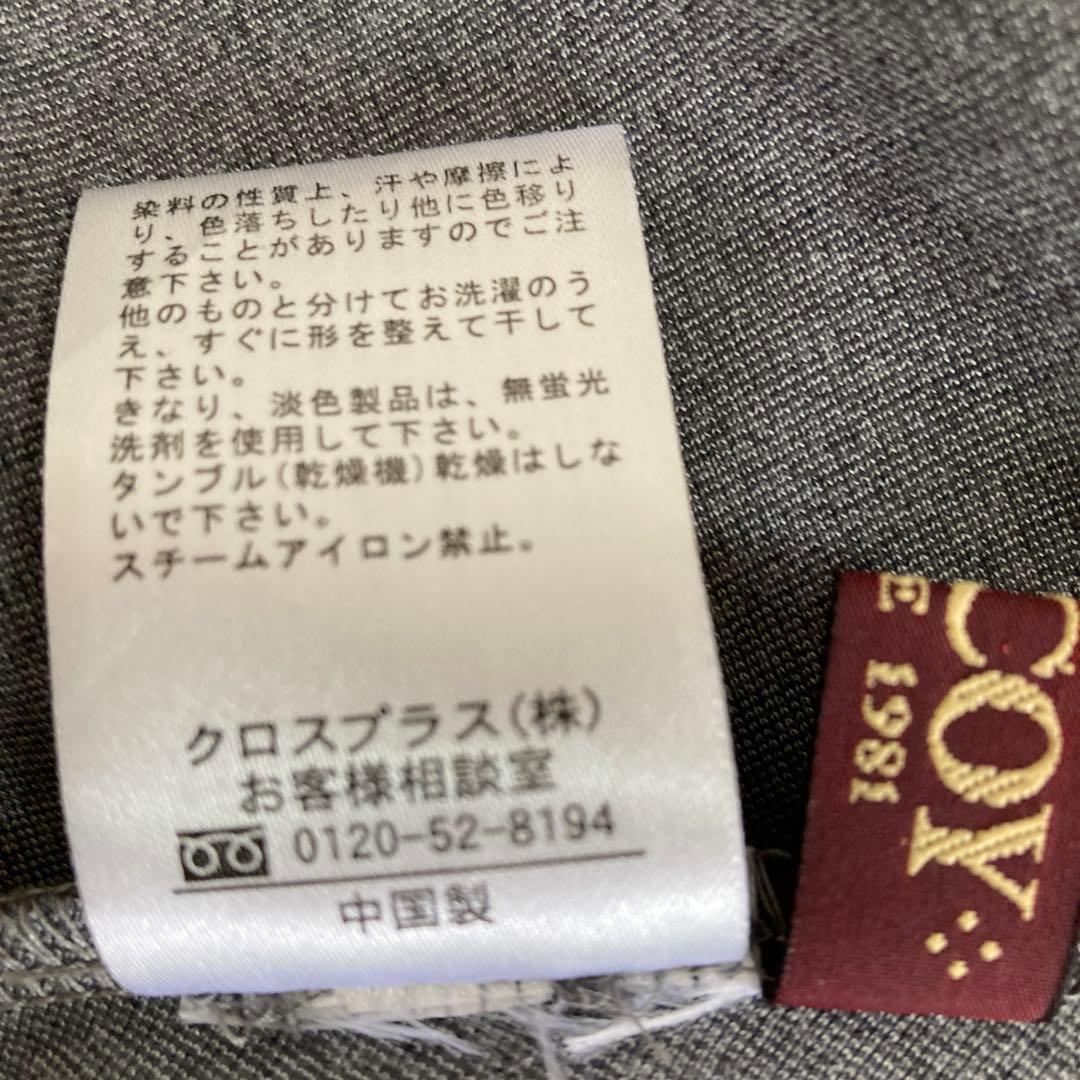 染料の性質上、汗や摩擦によ
り、色落ちしたり他に色移り
することがありますのでご注
意下さい。
他のものと分けてお洗濯のう
え、すぐに形を整えて干して
下さい。
きなり、淡色製品は、無蛍光
洗剤を使用して下さい。
タンブル(乾燥機)乾燥はしな
いで下さい。
スチームアイロン禁止。
クロスプラス(株)
お客様相談室
0120-52-8194
中国製
COY
E 1981